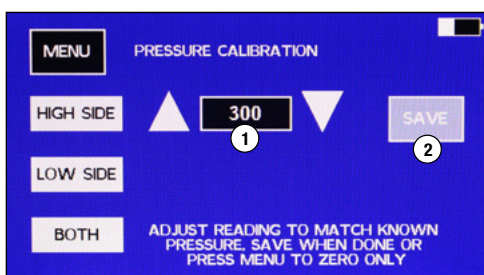 MENU PRESSURE CALIBRATION
HIGH SIDE 300 SAVE
1 2
LOW SIDE
BOTH
ADJUST READING TO MATCH KNOWN
PRESSURE, SAVE WHEN DONE OR
PRESS MENU TO ZERO ONLY